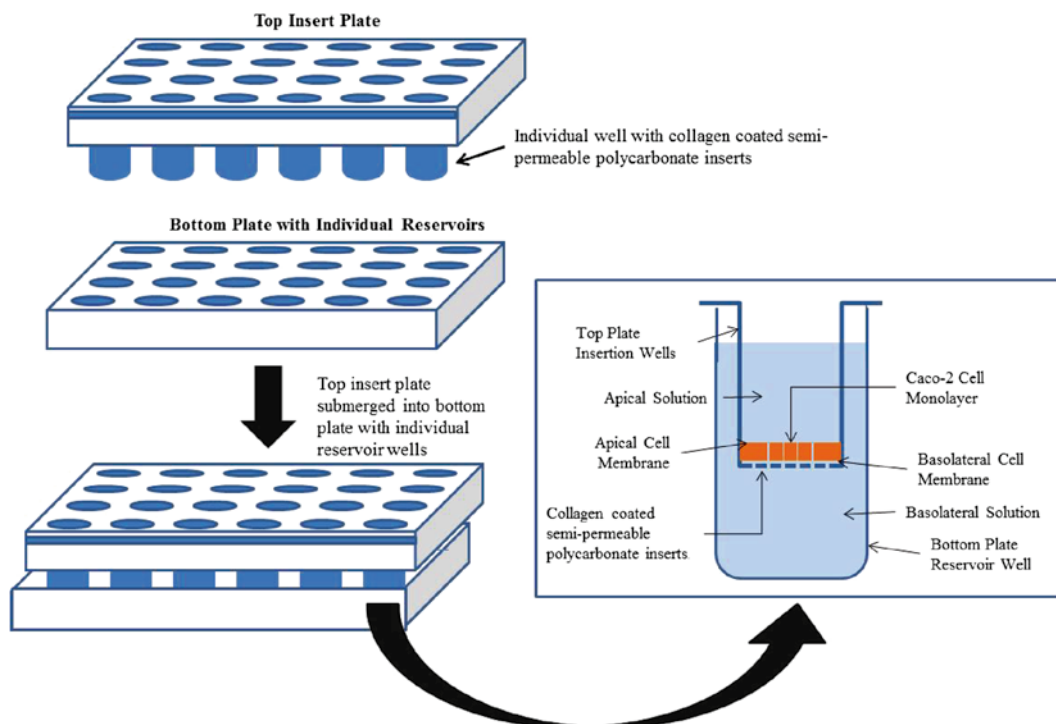 Top Insert Plate
Individual well with collagen coated semi-
permeable polycarbonate inserts
Bottom Plate with Individual Reservoirs
Top insert plate
submerged into bottom
plate with individual
reservoir wells
Top Plate
Insertion Wells
Apical Solution
Apical Cell
Membrane
Collagen coated
semi-permeable
polycarbonate inserts
Caco-2 Cell
Monolayer
Basolateral Cell
Membrane
Basolateral Solution
Bottom Plate
Reservoir Well